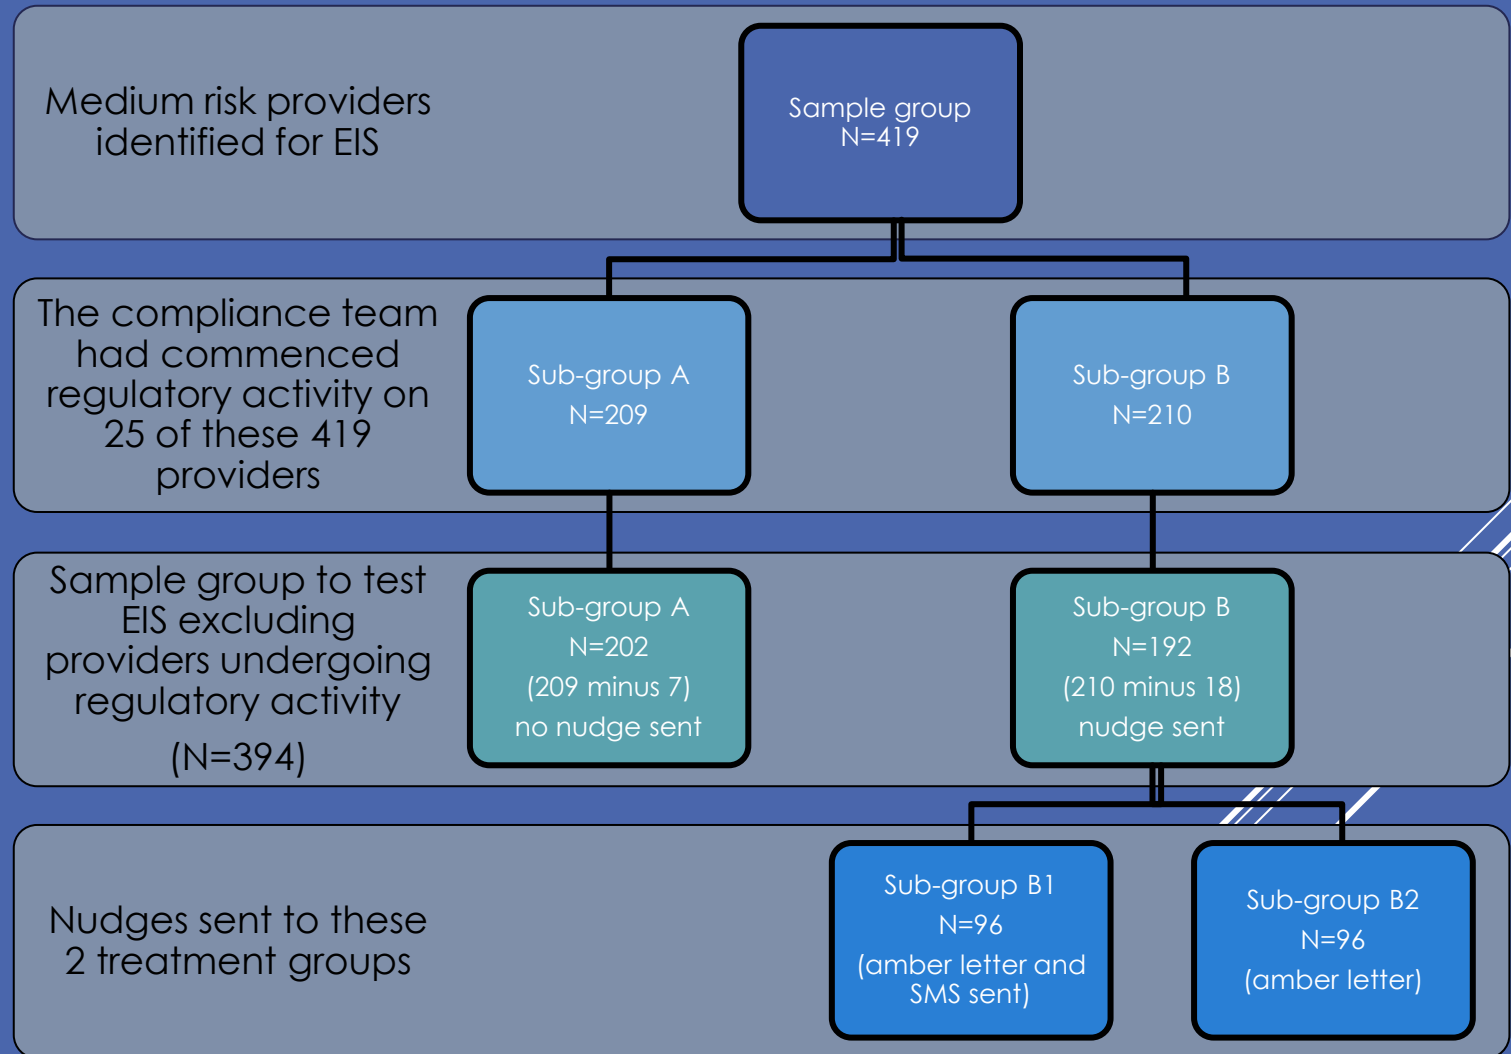 Medium risk providers
identified for EIS
Sample group
N=419
The compliance team
had commenced
regulatory activity on
25 of these 419
providers
Sub-group A
N=209
Sub-group B
N=210
Sample group to test
EIS excluding
providers undergoing
regulatory activity
(N=394)
Sub-group A
N=202
(209 minus 7)
no nudge sent
Sub-group B
N=192
(210 minus 18)
nudge sent
Nudges sent to these
2 treatment groups
Sub-group B1
N=96
(amber letter and
SMS sent)
Sub-group B2
N=96
(amber letter)